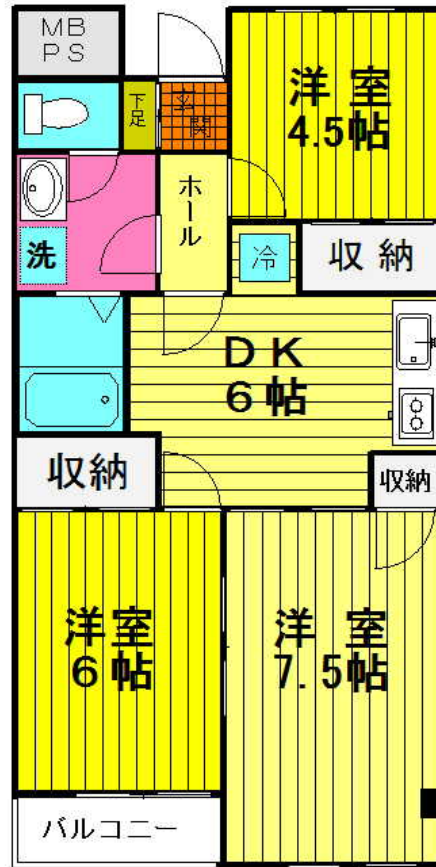 MB
PS
洋室
4.5帖
下足
玄関
ホール
洗
冷
収納
DK
6帖
収納
収納
洋室
6帖
洋室
7.5帖
バルコニー